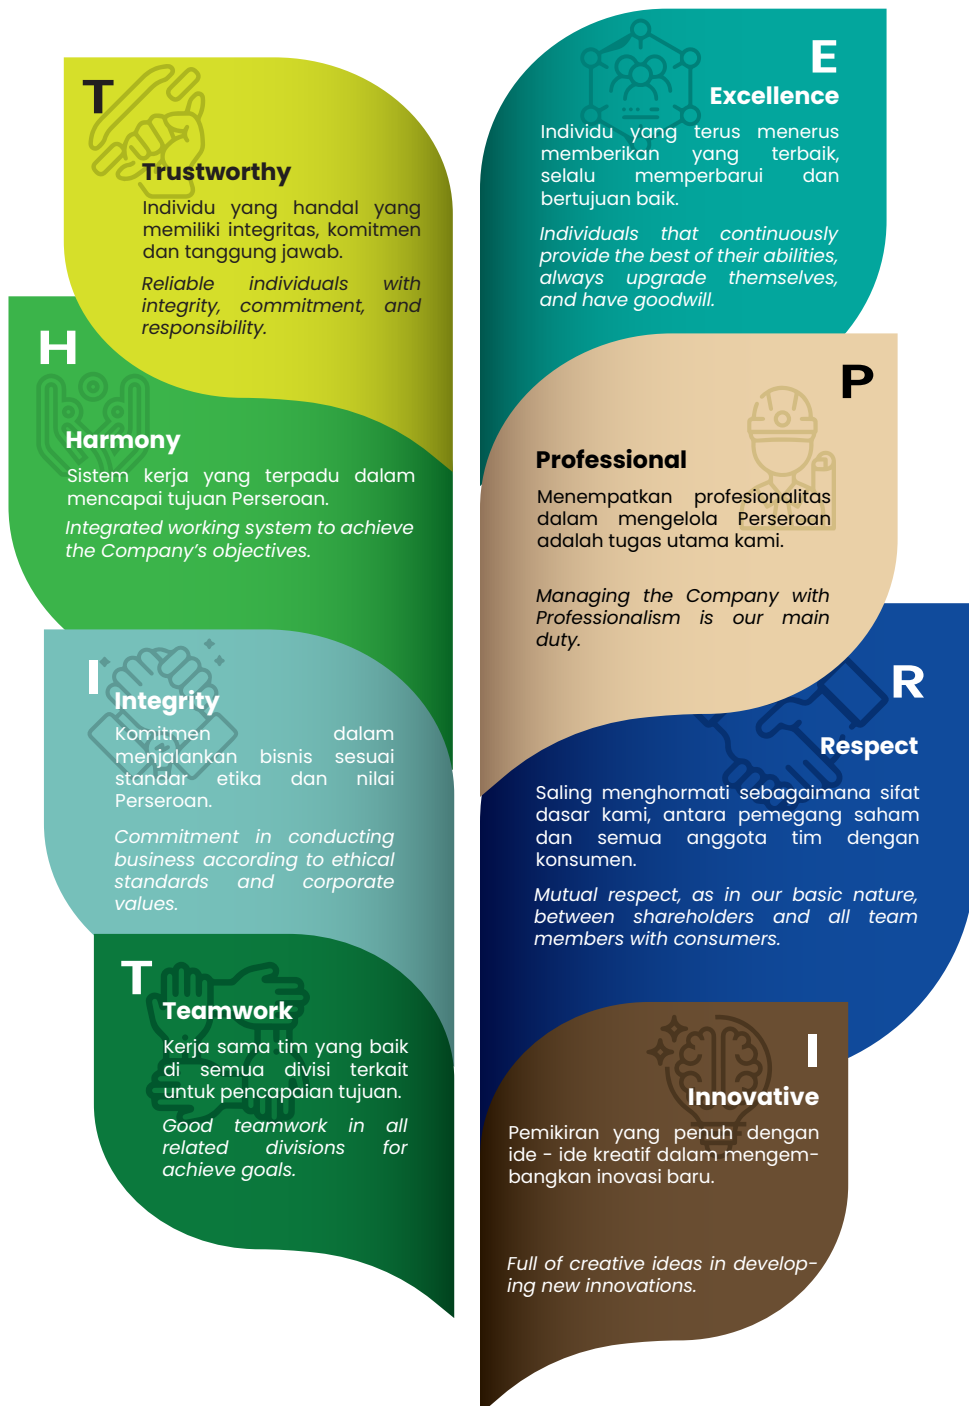 T
Trustworthy
Individu yang handal yang
memiliki integritas, komitmen
dan tanggung jawab.
Reliable individuals with
integrity, commitment, and
responsibility.
H
Harmony
Sistem kerja yang terpadu dalam
mencapai tujuan Perseroan.
Integrated working system to achieve
the Company’s objectives.
I
Integrity
Komitmen dalam
menjalankan bisnis sesuai
standar etika dan nilai
Perseroan.
Commitment in conducting
business according to ethical
standards and corporate
values.
T
Teamwork
Kerja sama tim yang baik
di semua divisi terkait
untuk pencapaian tujuan.
Good teamwork in all
related divisions for
achieve goals.
E
Excellence
Individu yang terus menerus
memberikan yang terbaik,
selalu memperbarui dan
bertujuan baik.
Individuals that continuously
provide the best of their abilities,
always upgrade themselves,
and have goodwill.
P
Professional
Menempatkan profesionalitas
dalam mengelola Perseroan
adalah tugas utama kami.
Managing the Company with
Professionalism is our main
duty.
R
Respect
Saling menghormati sebagaimana sifat
dasar kami, antara pemegang saham
dan semua anggota tim dengan
konsumen.
Mutual respect, as in our basic nature,
between shareholders and all team
members with consumers.
I
Innovative
Pemikiran yang penuh dengan
ide - ide kreatif dalam mengem-
bangkan inovasi baru.
Full of creative ideas in develop-
ing new innovations.